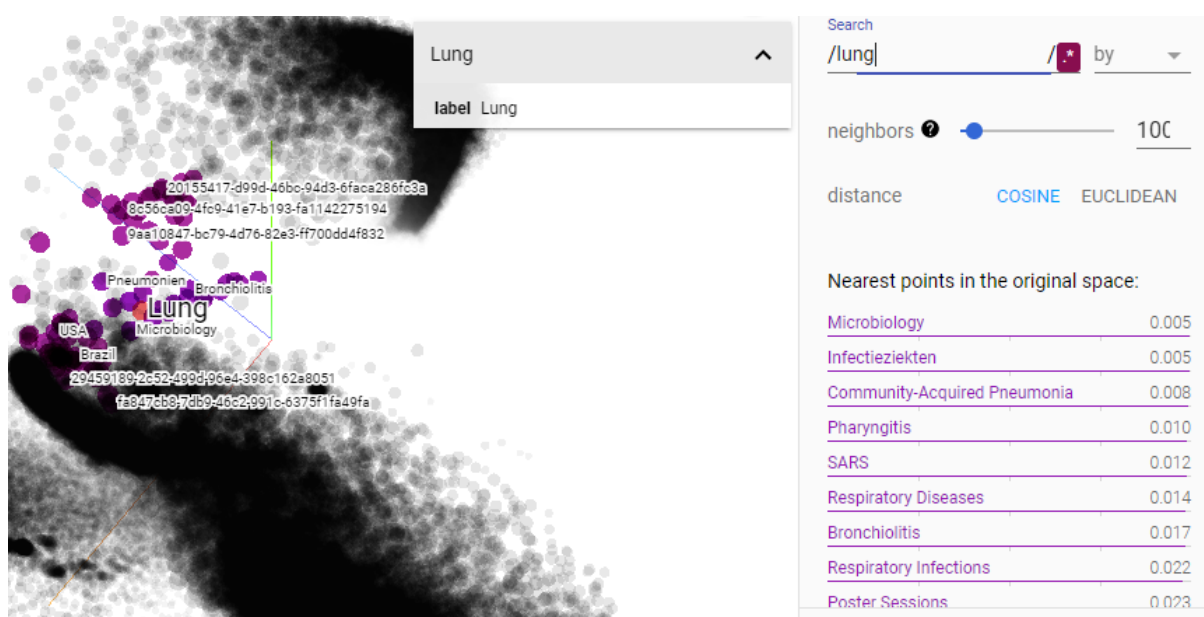 Lung
label Lung
20155417-d99d-46bc-94d3-6faca286fc3a
8c56ca09-4fc9-41e7-b193-fa1142275194
9aa10847-bc79-4d76-82e3-ff700dd4f832
Pneumonien
Bronchiolitis
Lung
Microbiology
USA
Brazil
29459189-2c52-499d-96e4-398c162a8051
fa847cb8-7db9-46c2-991c-6375f1fa49fa
Search
/lung /.* by
neighbors ? 100
distance COSINE EUCLIDEAN
Nearest points in the original space:
Microbiology 0.005
Infectieziekten 0.005
Community-Acquired Pneumonia 0.008
Pharyngitis 0.010
SARS 0.012
Respiratory Diseases 0.014
Bronchiolitis 0.017
Respiratory Infections 0.022
Poster Sessions 0.023